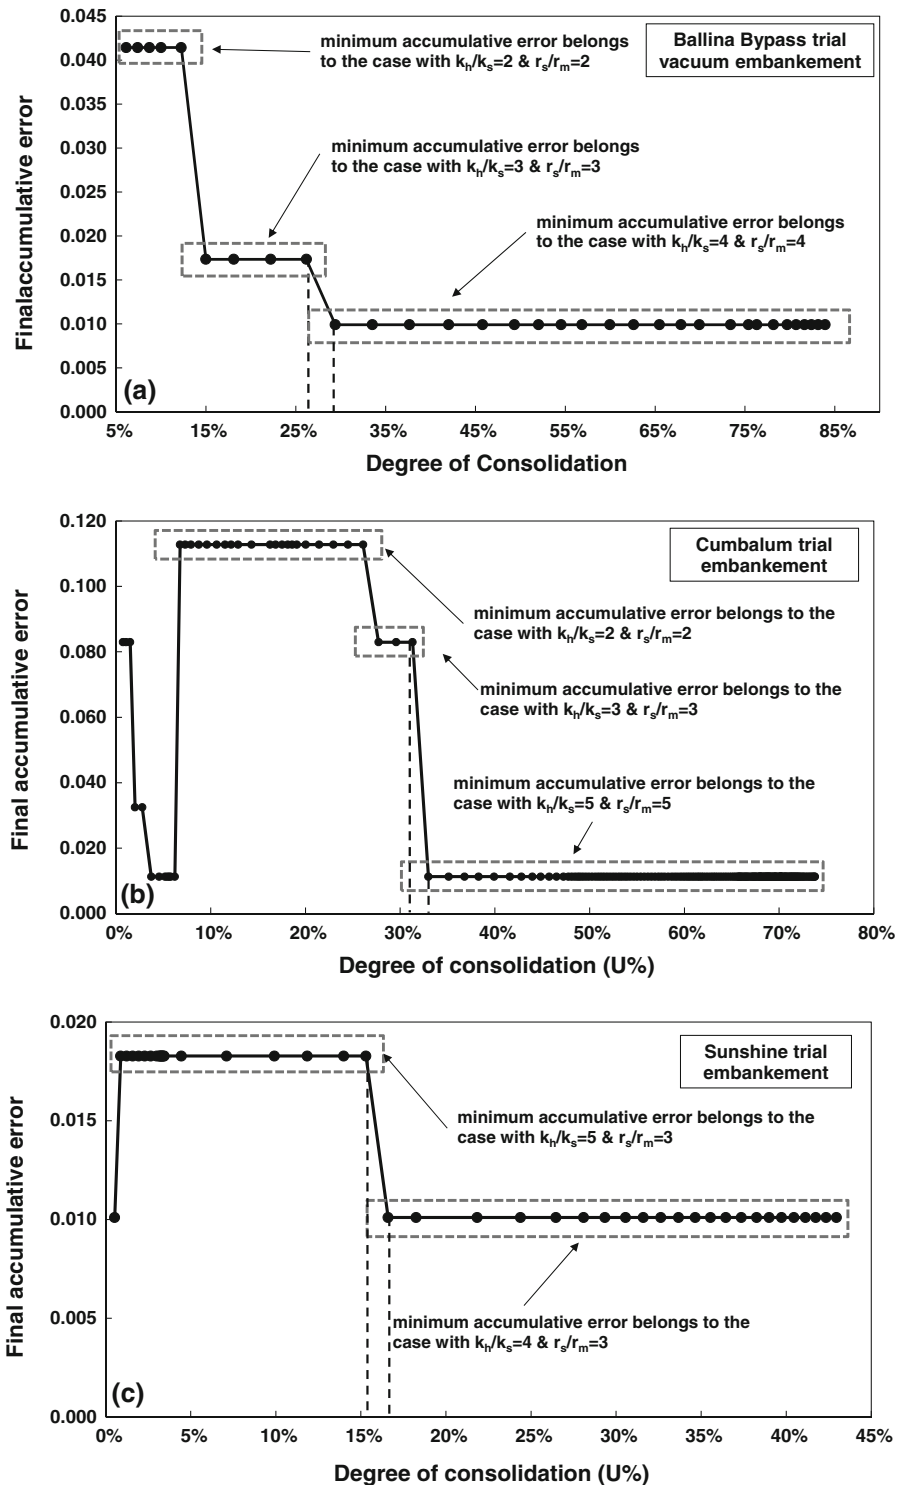 0.045
0.040
0.035
0.030
0.025
0.020
0.015
0.010
0.005
0.000
Finalaccumulative error
minimum accumulative error belongs
to the case with kh/ks=2 & rs/rm=2
Ballina Bypass trial
vacuum embankement
minimum accumulative error belongs
to the case with kh/ks=3 & rs/rm=3
minimum accumulative error belongs
to the case with kh/ks=4 & rs/rm=4
(a)
5% 15% 25% 35% 45% 55% 65% 75% 85%
Degree of Consolidation
0.120
0.100
0.080
0.060
0.040
0.020
0.000
Final accumulative error
Cumbalum trial
embankement
minimum accumulative error belongs to the
case with kh/ks=2 & rs/rm=2
minimum accumulative error belongs to the
case with kh/ks=3 & rs/rm=3
minimum accumulative error belongs to the
case with kh/ks=5 & rs/rm=5
(b)
0% 10% 20% 30% 40% 50% 60% 70% 80%
Degree of consolidation (U%)
0.020
0.015
0.010
0.005
0.000
Final accumulative error
Sunshine trial
embankement
minimum accumulative error belongs to the
case with kh/ks=5 & rs/rm=3
minimum accumulative error belongs to the
case with kh/ks=4 & rs/rm=3
(c)
0% 5% 10% 15% 20% 25% 30% 35% 40% 45%
Degree of consolidation (U%)